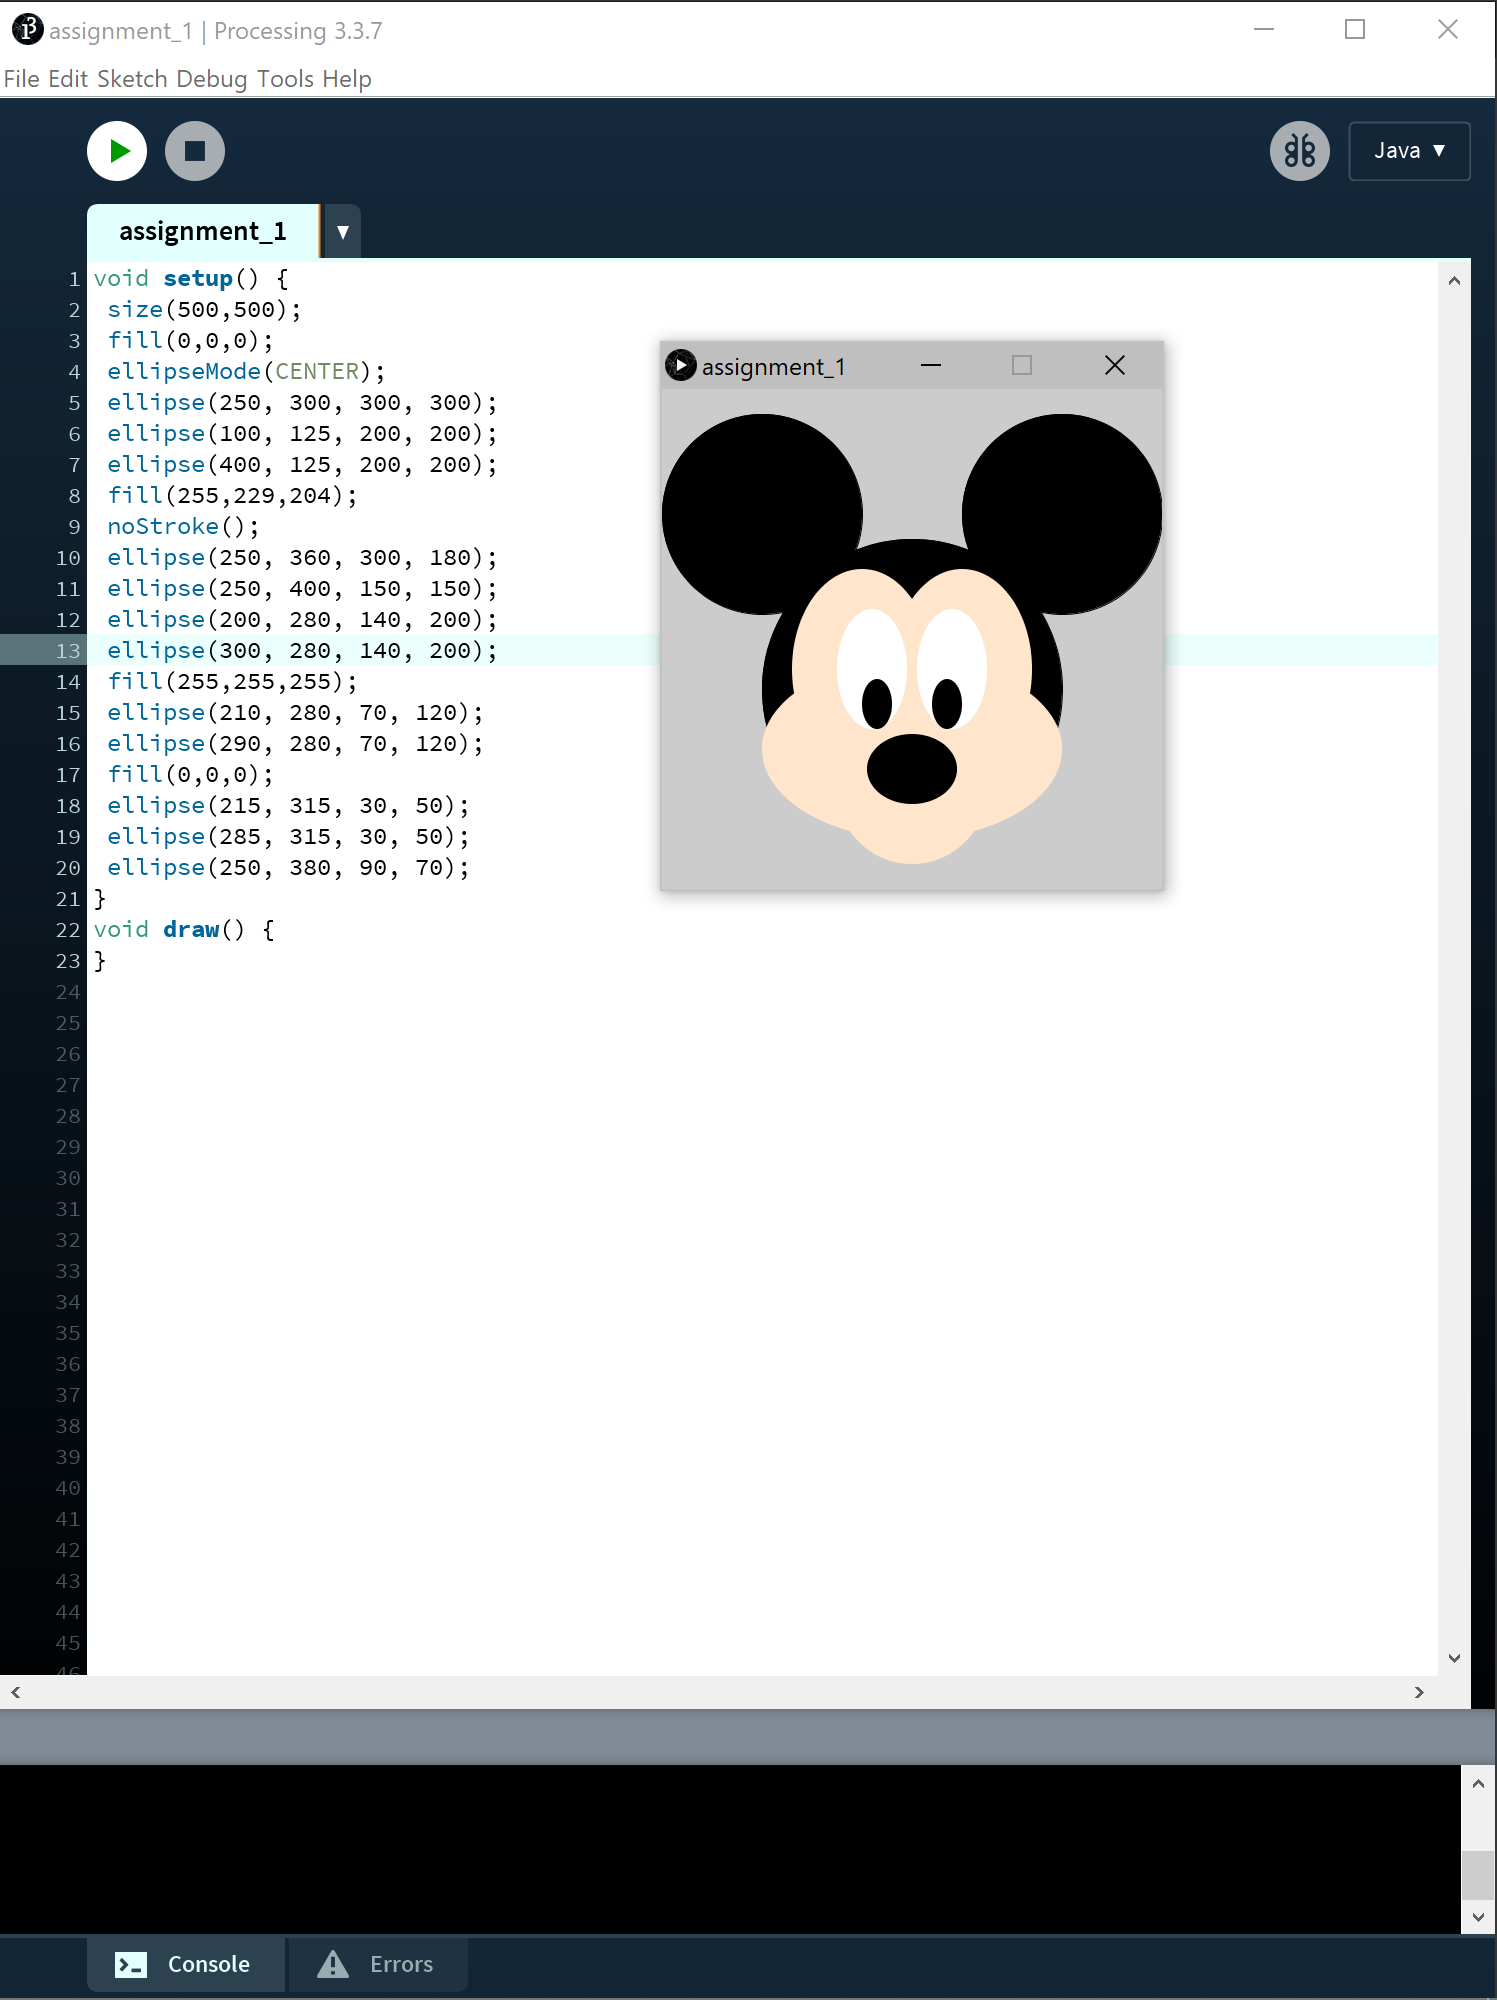 assignment_1 | Processing 3.3.7
File Edit Sketch Debug Tools Help
Java ▼
assignment_1 ▼
1 void setup() {
2 size(500,500);
3 fill(0,0,0);
4 ellipseMode(CENTER);
5 ellipse(250, 300, 300, 300);
6 ellipse(100, 125, 200, 200);
7 ellipse(400, 125, 200, 200);
8 fill(255,229,204);
9 noStroke();
10 ellipse(250, 360, 300, 180);
11 ellipse(250, 400, 150, 150);
12 ellipse(200, 280, 140, 200);
13 ellipse(300, 280, 140, 200);
14 fill(255,255,255);
15 ellipse(210, 280, 70, 120);
16 ellipse(290, 280, 70, 120);
17 fill(0,0,0);
18 ellipse(215, 315, 30, 50);
19 ellipse(285, 315, 30, 50);
20 ellipse(250, 380, 90, 70);
21 }
22 void draw() {
23 }
24
25
26
27
28
29
30
31
32
33
34
35
36
37
38
39
40
41
42
43
44
45
46
assignment_1
Console
Errors